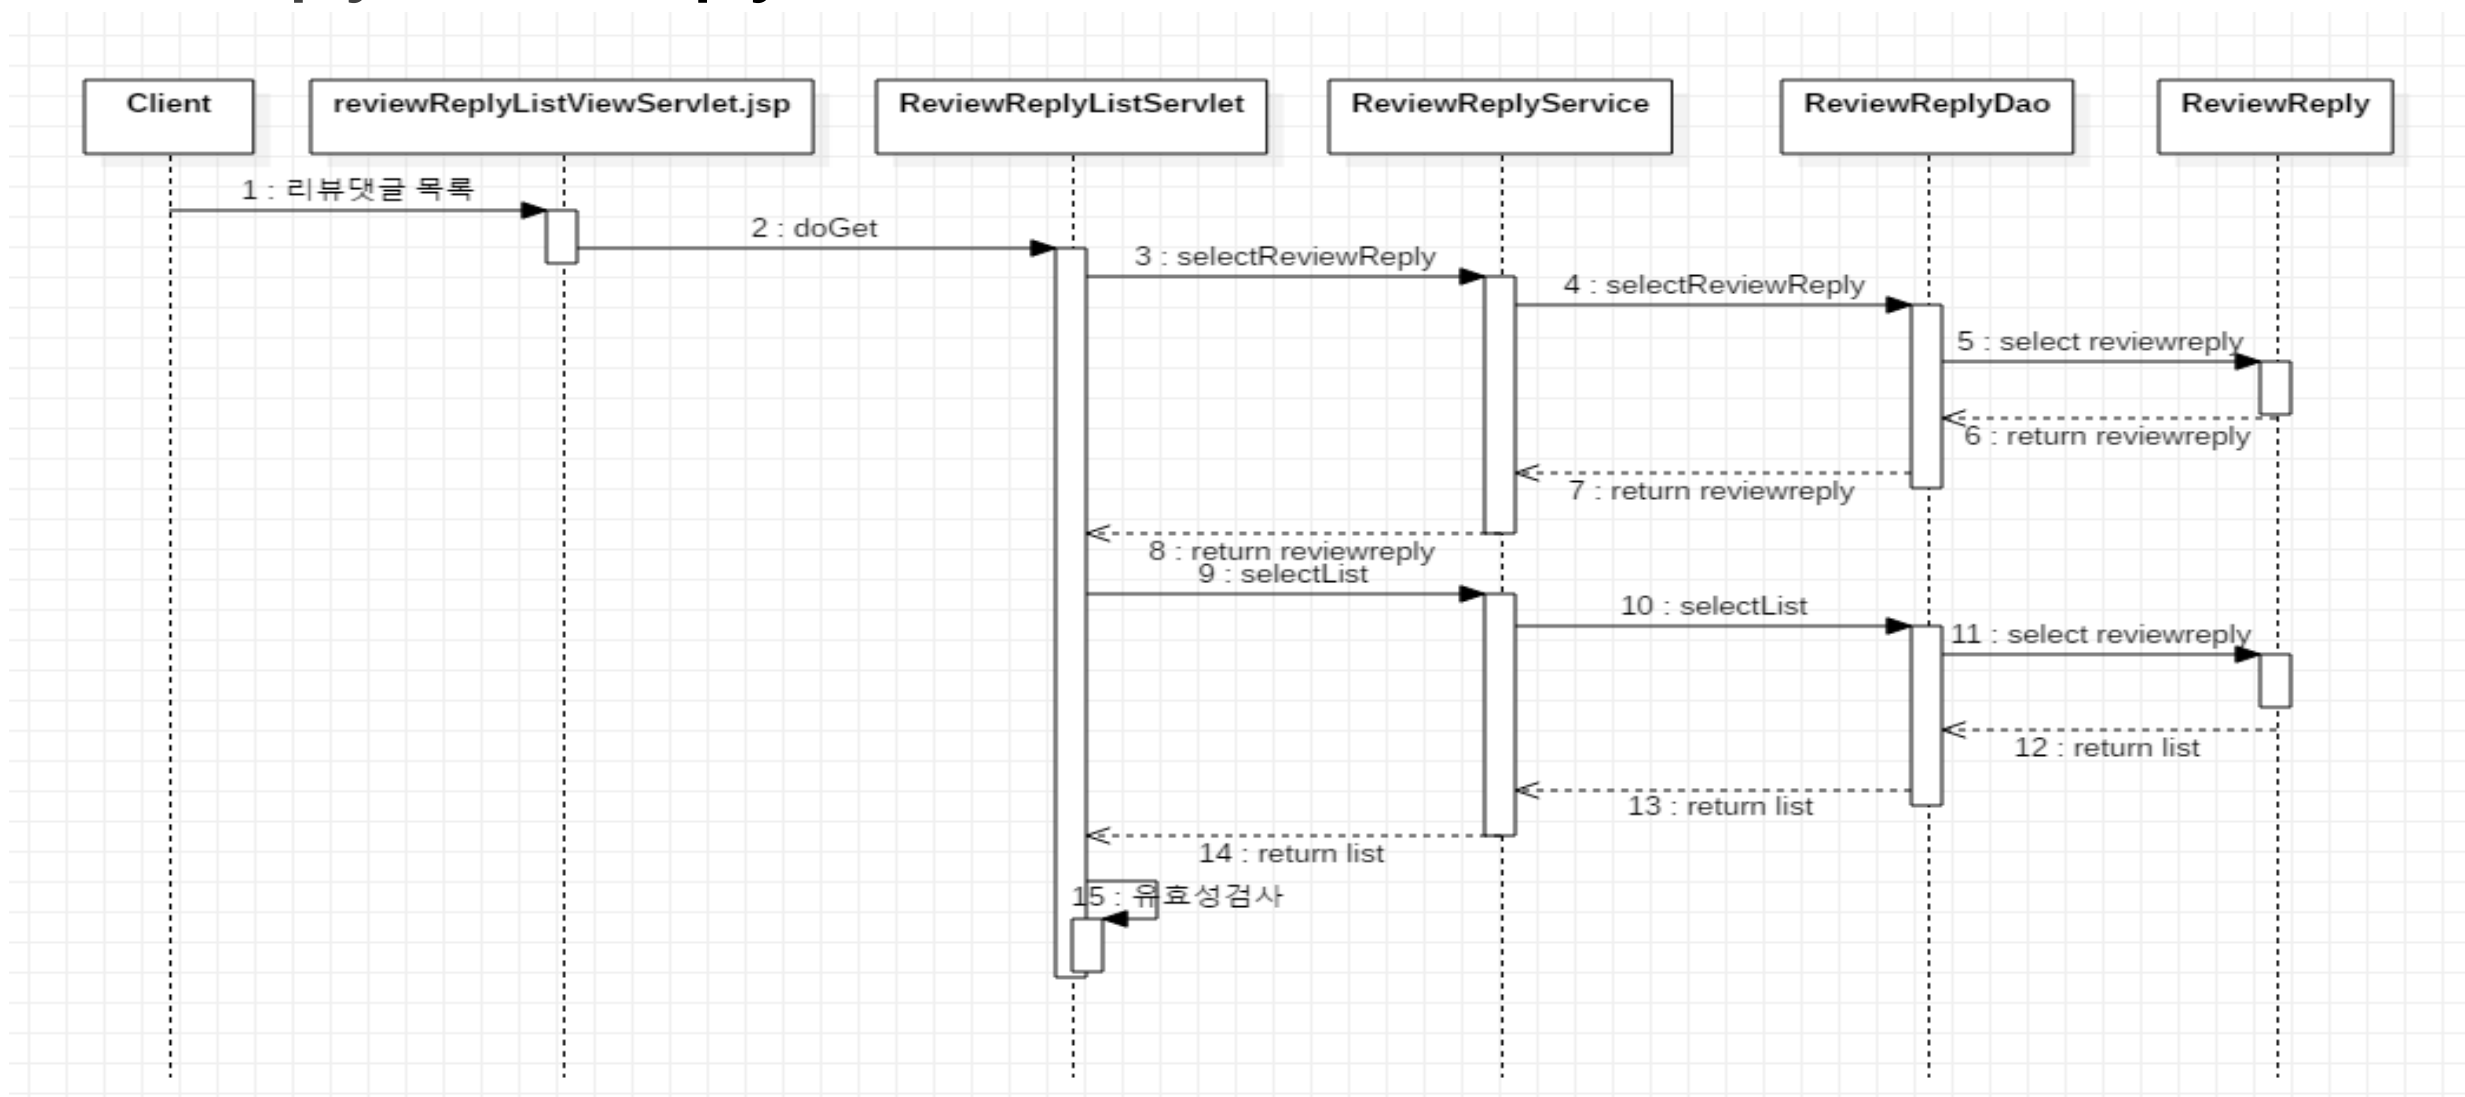 Client
reviewReplyListViewServlet.jsp
ReviewReplyListServlet
ReviewReplyService
ReviewReplyDao
ReviewReply
1 : 리뷰댓글 목록
2 : doGet
3 : selectReviewReply
4 : selectReviewReply
5 : select reviewreply
6 : return reviewreply
7 : return reviewreply
8 : return reviewreply
9 : selectList
10 : selectList
11 : select reviewreply
12 : return list
13 : return list
14 : return list
15 : 유효성검사